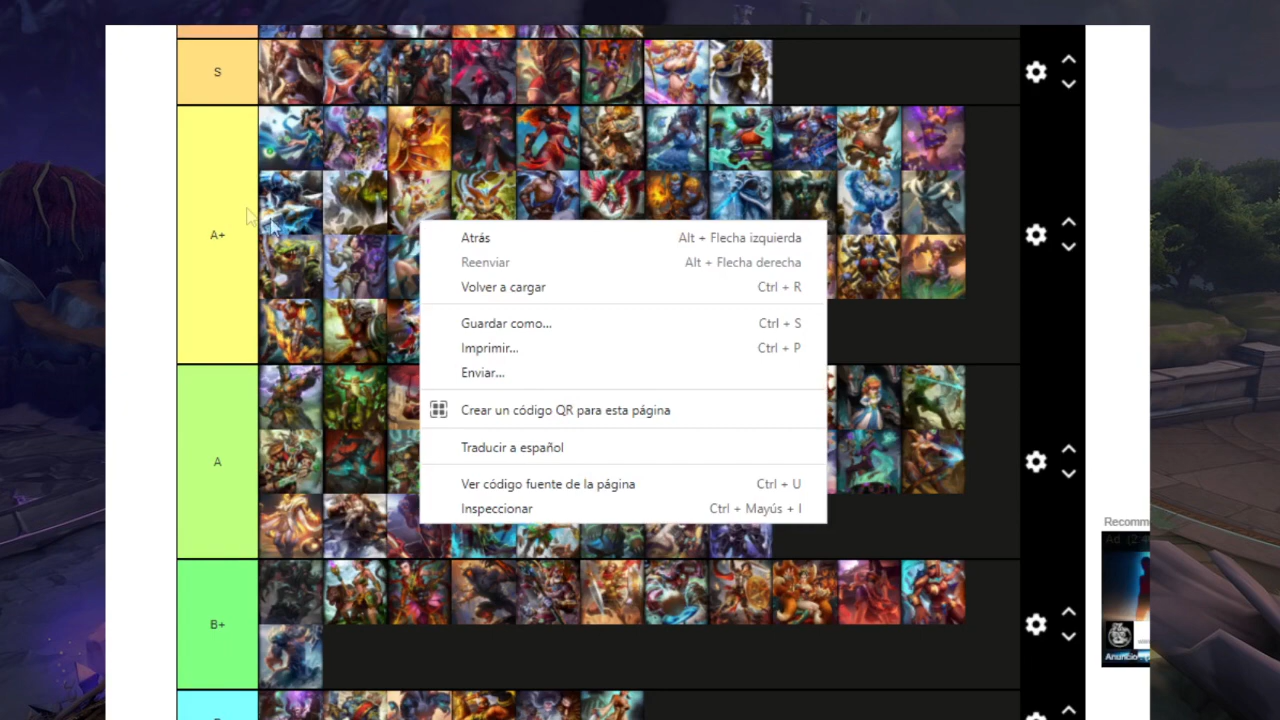 S
A+
Atrás Alt + Flecha izquierda
Reenviar Alt + Flecha derecha
Volver a cargar Ctrl + R
Guardar como... Ctrl + S
Imprimir... Ctrl + P
Enviar...
Crear un código QR para esta página
Traducir a español
A
Ver código fuente de la página Ctrl + U
Inspeccionar Ctrl + Mayús + I
Recomm
B+
Anuncio